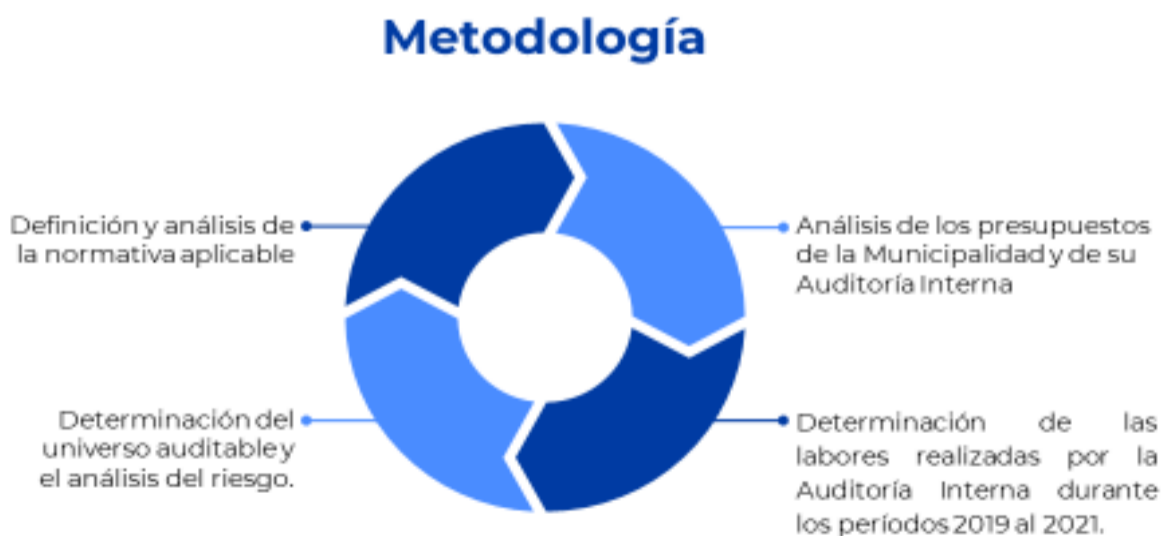 Metodología
Definición y análisis de
la normativa aplicable
Análisis de los presupuestos
de la Municipalidad y de su
Auditoría Interna
Determinación del
universo auditable y
el análisis del riesgo.
Determinación de las
labores realizadas por la
Auditoría Interna durante
los períodos 2019 al 2021.